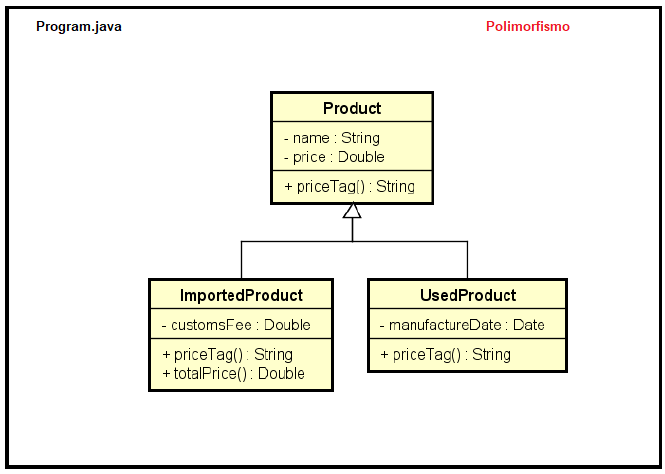 Program.java
Polimorfismo
Product
- name : String
- price : Double
+ priceTag() : String
ImportedProduct
- customsFee : Double
+ priceTag() : String
+ totalPrice() : Double
UsedProduct
- manufactureDate : Date
+ priceTag() : String